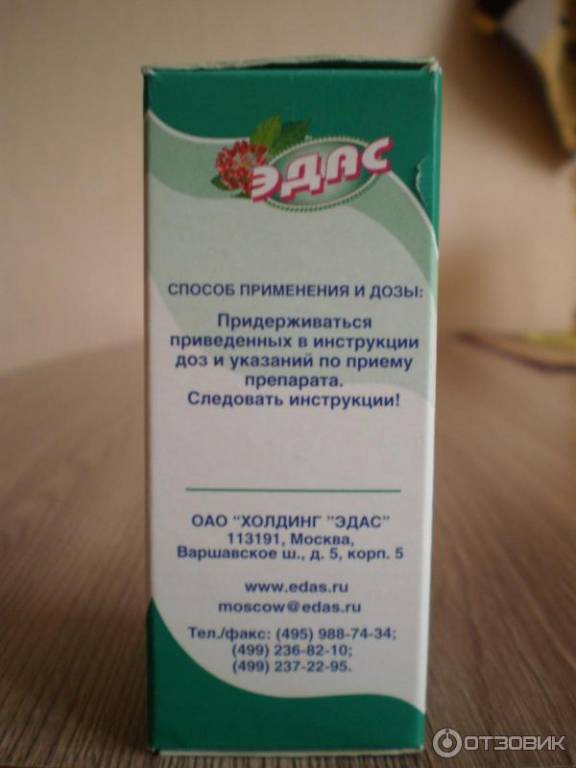 ЭДАС
СПОСОБ ПРИМЕНЕНИЯ И ДОЗЫ:
Придерживаться
приведенных в инструкции
доз и указаний по приему
препарата.
Следовать инструкции!
ОАО "ХОЛДИНГ "ЭДАС"
113191, Москва,
Варшавское ш., д. 5, корп. 5
www.edas.ru
moscow@edas.ru
Тел./факс: (495) 988-74-34;
(499) 236-82-10;
(499) 237-22-95.
ОТЗОВИК